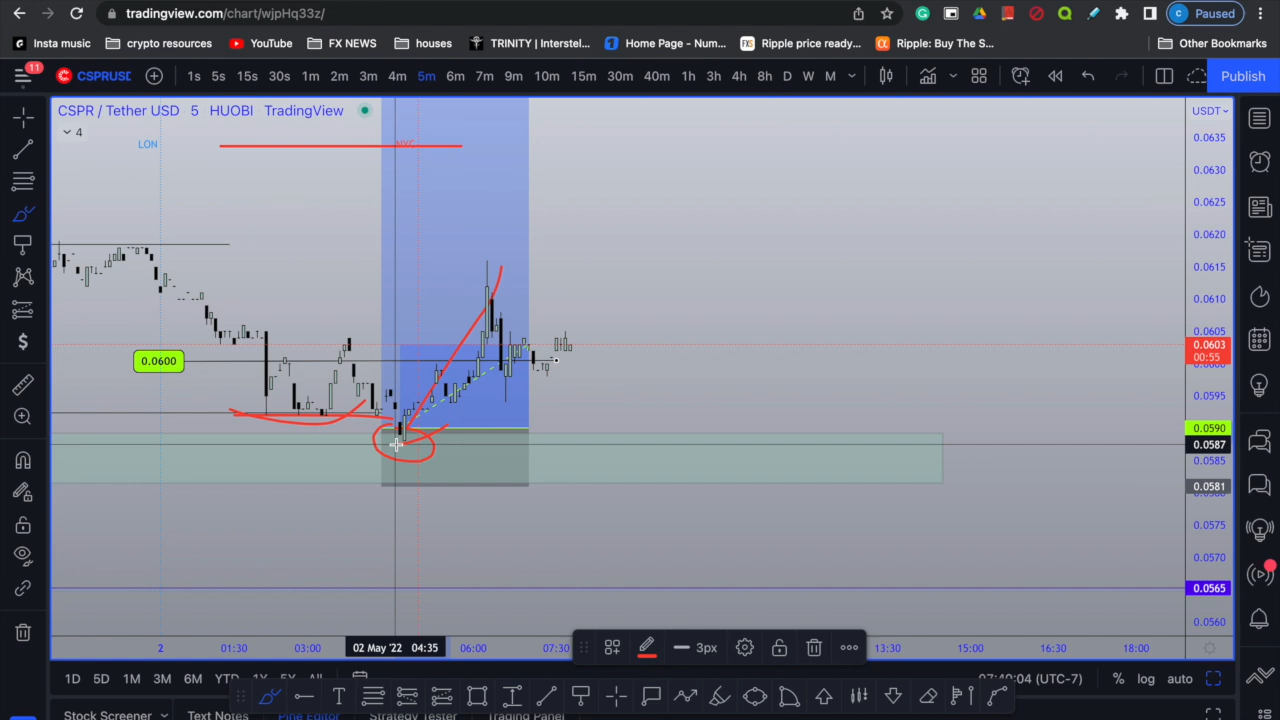 tradingview.com/chart/wjpHq33z/
Paused
Insta music
crypto resources
YouTube
FX NEWS
houses
TRINITY | Interstel...
Home Page - Num...
Ripple price ready...
Ripple: Buy The S...
Other Bookmarks
11
CSPRUSD
1s 5s 15s 30s 1m 2m 3m 4m 5m 6m 7m 9m 10m 15m 30m 40m 1h 3h 4h 8h D W M
Publish
CSPR / Tether USD 5 HUOBI TradingView
USDT
4
LON
NYC
0.0635
0.0630
0.0625
0.0620
0.0615
0.0610
0.0605
0.0603
00:55
0.0600
0.0600
0.0595
0.0590
0.0587
0.0585
0.0581
0.0575
0.0570
0.0565
0.0560
2 01:30 03:00 02 May '22 04:35 06:00 07:30 13:30 15:00 16:30 18:00
3px
1D 5D 1M 3M 6M YTD 1Y 5Y All
07:49:04 (UTC-7) % log auto
Stock Screener Text Notes Pine Editor Strategy Tester Trading Panel